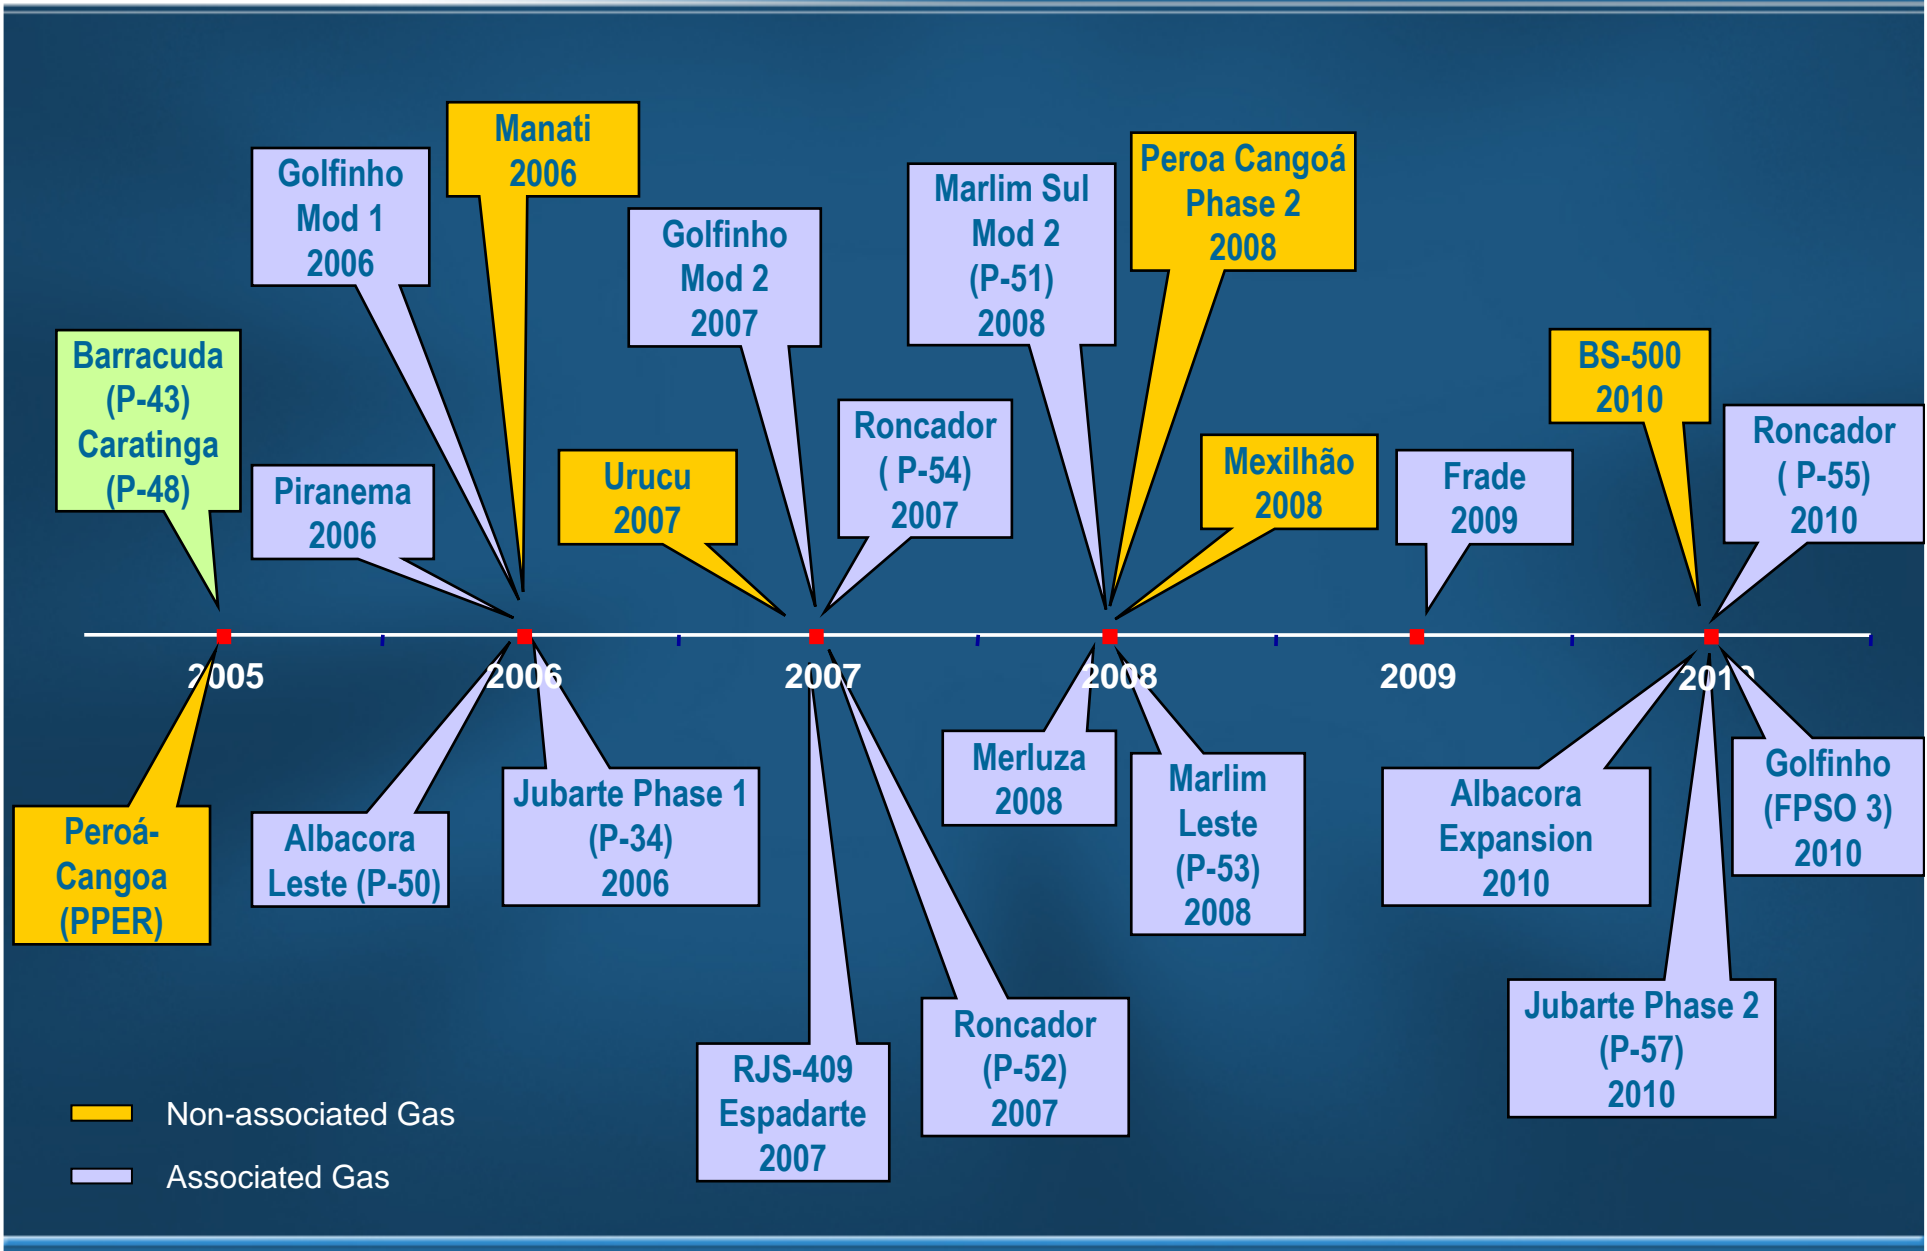 Manati
2006
Golfinho
Mod 1
2006
Peroa Cangoá
Phase 2
2008
Marlim Sul
Mod 2
(P-51)
2008
Golfinho
Mod 2
2007
Barracuda
(P-43)
Caratinga
(P-48)
BS-500
2010
Roncador
( P-54)
2007
Roncador
( P-55)
2010
Piranema
2006
Urucu
2007
Mexilhão
2008
Frade
2009
2005
2006
2007
2008
2009
2010
Peroá-
Cangoa
(PPER)
Albacora
Leste (P-50)
Jubarte Phase 1
(P-34)
2006
Merluza
2008
Marlim
Leste
(P-53)
2008
Albacora
Expansion
2010
Golfinho
(FPSO 3)
2010
RJS-409
Espadarte
2007
Roncador
(P-52)
2007
Jubarte Phase 2
(P-57)
2010
Non-associated Gas
Associated Gas